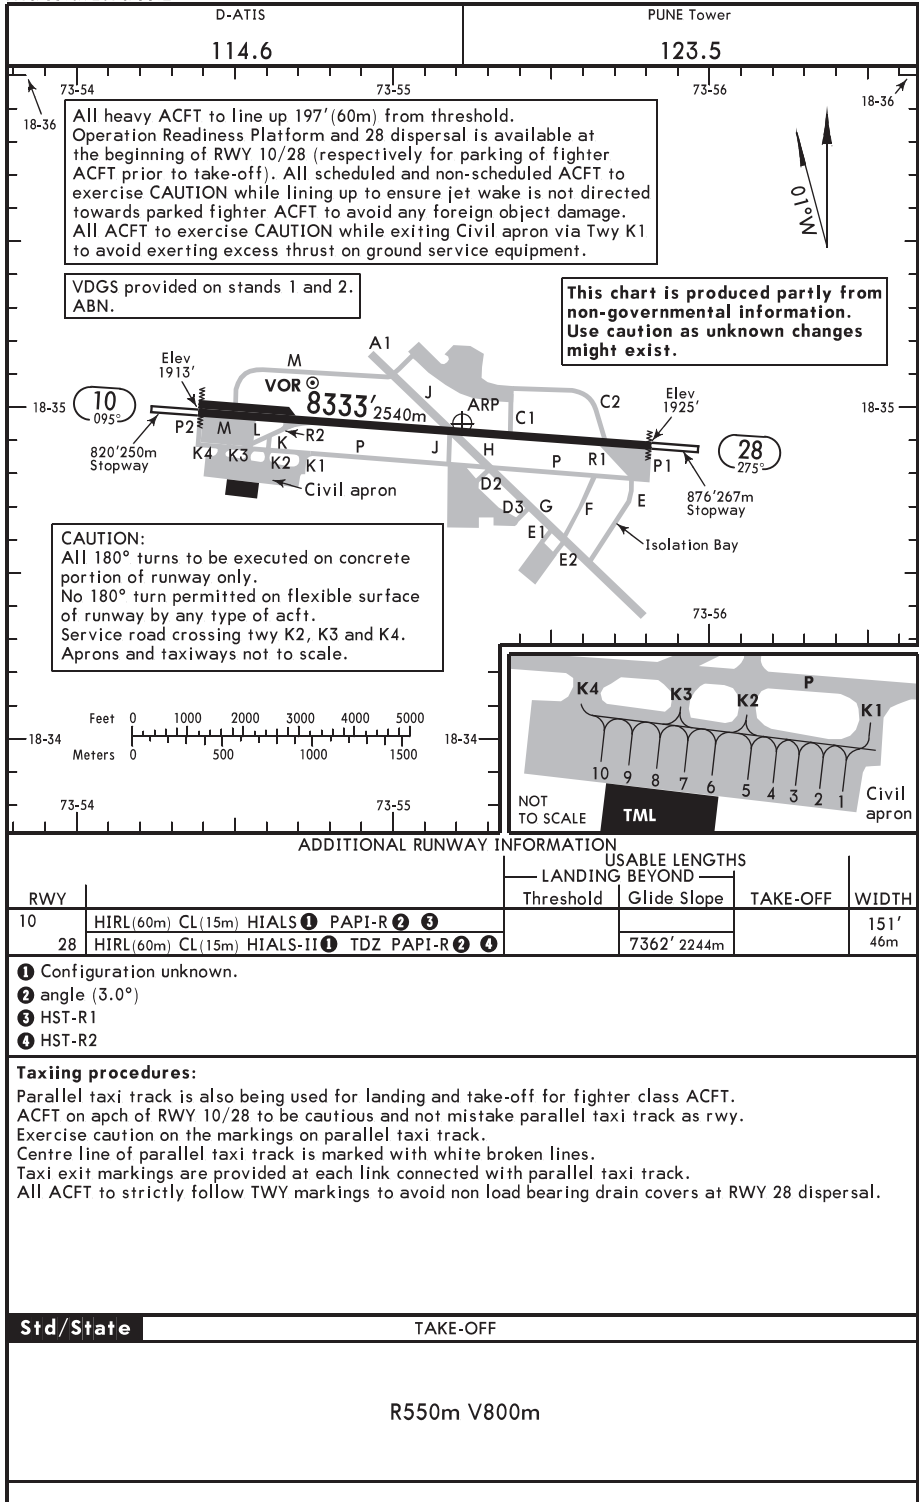 D-ATIS
PUNE Tower
114.6
123.5
73-54
73-55
73-56
18-36
18-36
All heavy ACFT to line up 197'(60m) from threshold.
Operation Readiness Platform and 28 dispersal is available at
the beginning of RWY 10/28 (respectively for parking of fighter
ACFT prior to take-off). All scheduled and non-scheduled ACFT to
exercise CAUTION while lining up to ensure jet wake is not directed
towards parked fighter ACFT to avoid any foreign object damage.
All ACFT to exercise CAUTION while exiting Civil apron via Twy K1
to avoid exerting excess thrust on ground service equipment.
01°W
VDGS provided on stands 1 and 2.
ABN.
This chart is produced partly from
non-governmental information.
Use caution as unknown changes
might exist.
A1
Elev
1913'
M
VOR
J
ARP
Elev
1925'
18-35
10
095°
8333' 2540m
C1
C2
18-35
P2
M
L
K
R2
P
J
H
P
R1
P1
28
275°
820'250m
Stopway
K4
K3
K2
K1
Civil apron
D2
D3
G
F
E
876'267m
Stopway
E1
E2
Isolation Bay
CAUTION:
All 180° turns to be executed on concrete
portion of runway only.
No 180° turn permitted on flexible surface
of runway by any type of acft.
Service road crossing twy K2, K3 and K4.
Aprons and taxiways not to scale.
73-56
Feet 0 1000 2000 3000 4000 5000
Meters 0 500 1000 1500
18-34
18-34
73-54
73-55
K4
K3
K2
P
K1
10 9 8 7 6 5 4 3 2 1
NOT
TO SCALE
TML
Civil
apron
ADDITIONAL RUNWAY INFORMATION
USABLE LENGTHS
LANDING BEYOND
RWY
Threshold
Glide Slope
TAKE-OFF
WIDTH
10 HIRL(60m) CL(15m) HIALS ❶ PAPI-R ❷ ❸
28 HIRL(60m) CL(15m) HIALS-II ❶ TDZ PAPI-R ❷ ❹ 7362' 2244m
151'
46m
❶ Configuration unknown.
❷ angle (3.0°)
❸ HST-R1
❹ HST-R2
Taxiing procedures:
Parallel taxi track is also being used for landing and take-off for fighter class ACFT.
ACFT on apch of RWY 10/28 to be cautious and not mistake parallel taxi track as rwy.
Exercise caution on the markings on parallel taxi track.
Centre line of parallel taxi track is marked with white broken lines.
Taxi exit markings are provided at each link connected with parallel taxi track.
All ACFT to strictly follow TWY markings to avoid non load bearing drain covers at RWY 28 dispersal.
Std/State
TAKE-OFF
R550m V800m